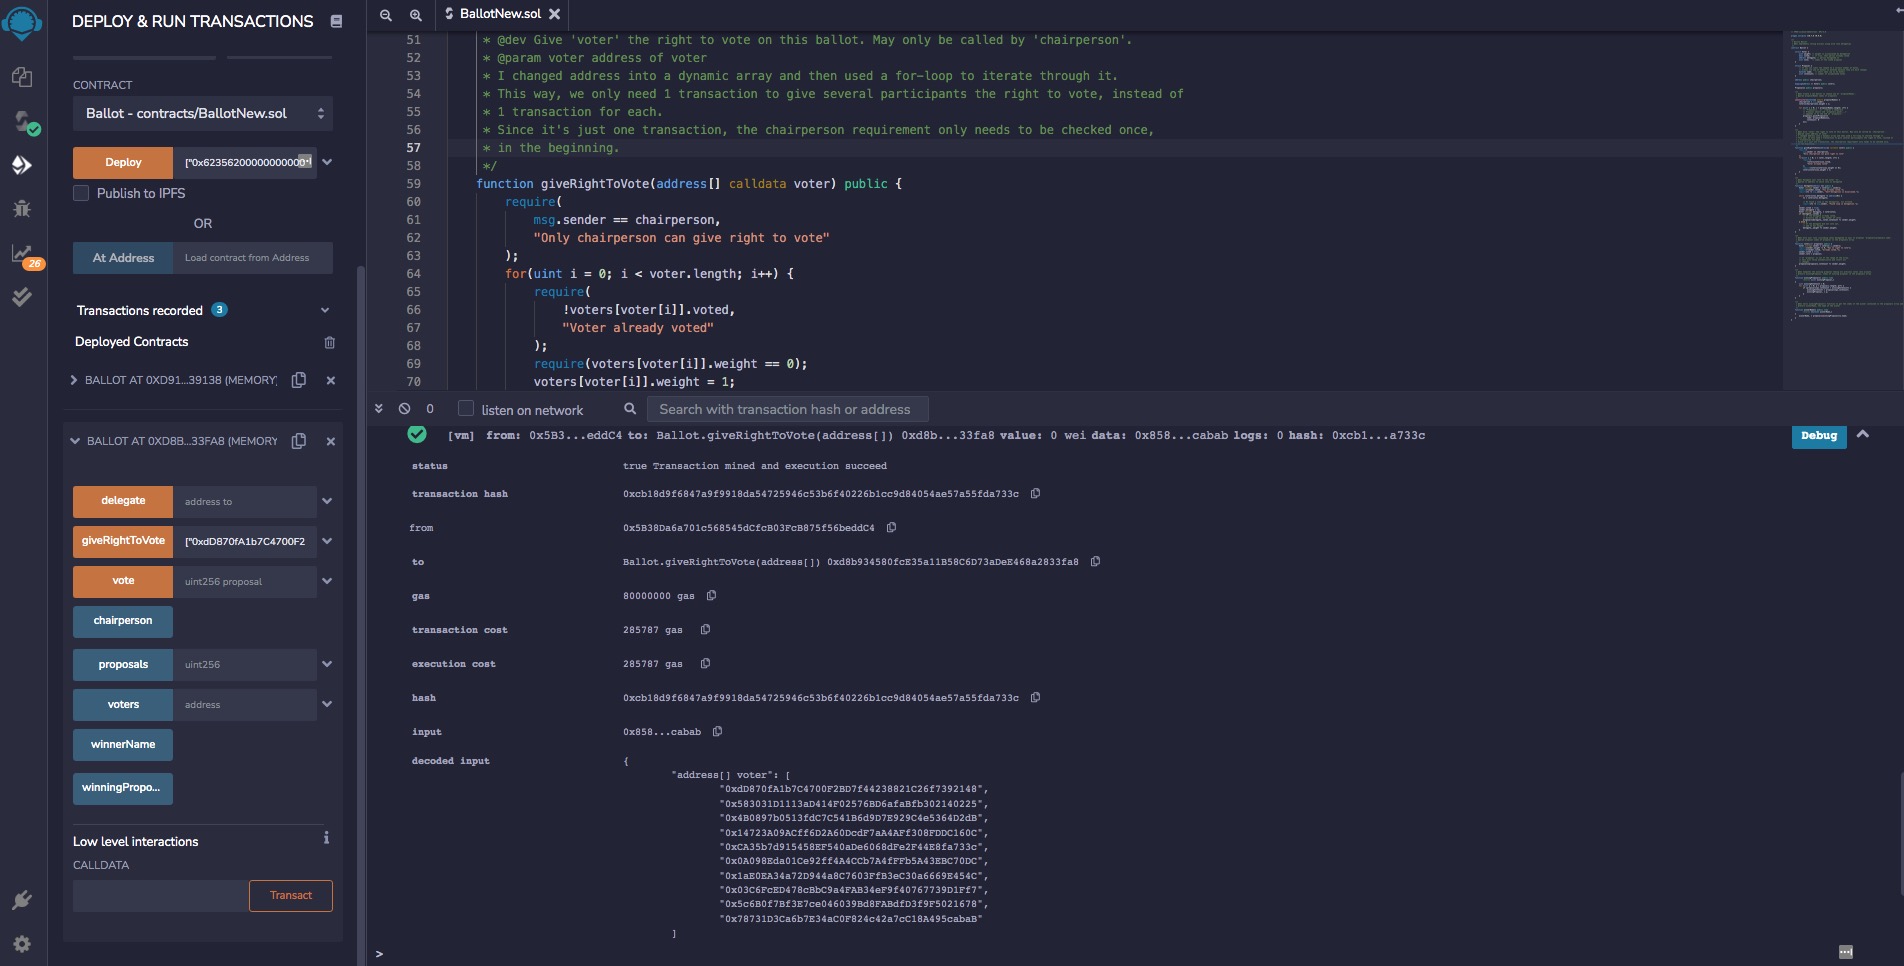 DEPLOY & RUN TRANSACTIONS
CONTRACT
Ballot - contracts/BallotNew.sol
Deploy
["0x62356200000000000
Publish to IPFS
OR
At Address
Load contract from Address
26
Transactions recorded 3
Deployed Contracts
BALLOT AT 0XD91...39138 (MEMORY
BALLOT AT 0XD8B...33FA8 (MEMORY
delegate
address to
giveRightToVote
["0xdD870fA1b7C4700F2
vote
uint256 proposal
chairperson
proposals
uint256
voters
address
winnerName
winningPropo...
Low level interactions
i
CALLDATA
Transact
BallotNew.sol
51 * @dev Give 'voter' the right to vote on this ballot. May only be called by 'chairperson'.
52 * @param voter address of voter
53 * I changed address into a dynamic array and then used a for-loop to iterate through it.
54 * This way, we only need 1 transaction to give several participants the right to vote, instead of
55 * 1 transaction for each.
56 * Since it's just one transaction, the chairperson requirement only needs to be checked once,
57 * in the beginning.
58 */
59 function giveRightToVote(address[] calldata voter) public {
60 require(
61 msg.sender == chairperson,
62 "Only chairperson can give right to vote"
63 );
64 for(uint i = 0; i < voter.length; i++) {
65 require(
66 !voters[voter[i]].voted,
67 "Voter already voted"
68 );
69 require(voters[voter[i]].weight == 0);
70 voters[voter[i]].weight = 1;
0
listen on network
Search with transaction hash or address
[vm] from: 0x5B3...eddC4 to: Ballot.giveRightToVote(address[]) 0xd8b...33fa8 value: 0 wei data: 0x858...cabab logs: 0 hash: 0xcb1...a733c
Debug
status true Transaction mined and execution succeed
transaction hash 0xcb18d9f6847a9f9918da54725946c53b6f40226b1cc9d84054ae57a55fda733c
from 0x5B38Da6a701c568545dCfcB03FcB875f56beddC4
to Ballot.giveRightToVote(address[]) 0xd8b934580fcE35a11B58C6D73aDeE468a2833fa8
gas 80000000 gas
transaction cost 285787 gas
execution cost 285787 gas
hash 0xcb18d9f6847a9f9918da54725946c53b6f40226b1cc9d84054ae57a55fda733c
input 0x858...cabab
decoded input {
"address[] voter": [
"0xdD870fA1b7C4700F2BD7f44238821C26f7392148",
"0x583031D1113aD414F02576BD6afaBfb302140225",
"0x4B0897b0513fdC7C541B6d9D7E929C4e5364D2dB",
"0x14723A09ACff6D2A60DcdF7aA4AFf308FDDC160C",
"0xCA35b7d915458EF540aDe6068dFe2F44E8fa733c",
"0x0A098Eda01Ce92ff4A4CCb7A4fFFb5A43EBC70DC",
"0x1aE0EA34a72D944a8C7603FfB3eC30a6669E454C",
"0x03C6FcED478cBbC9a4FAB34eF9f40767739D1Ff7",
"0x5c6B0f7Bf3E7ce046039Bd8FABdfD3f9F5021678",
"0x78731D3Ca6b7E34aC0F824c42a7cC18A495cabaB"
]
>